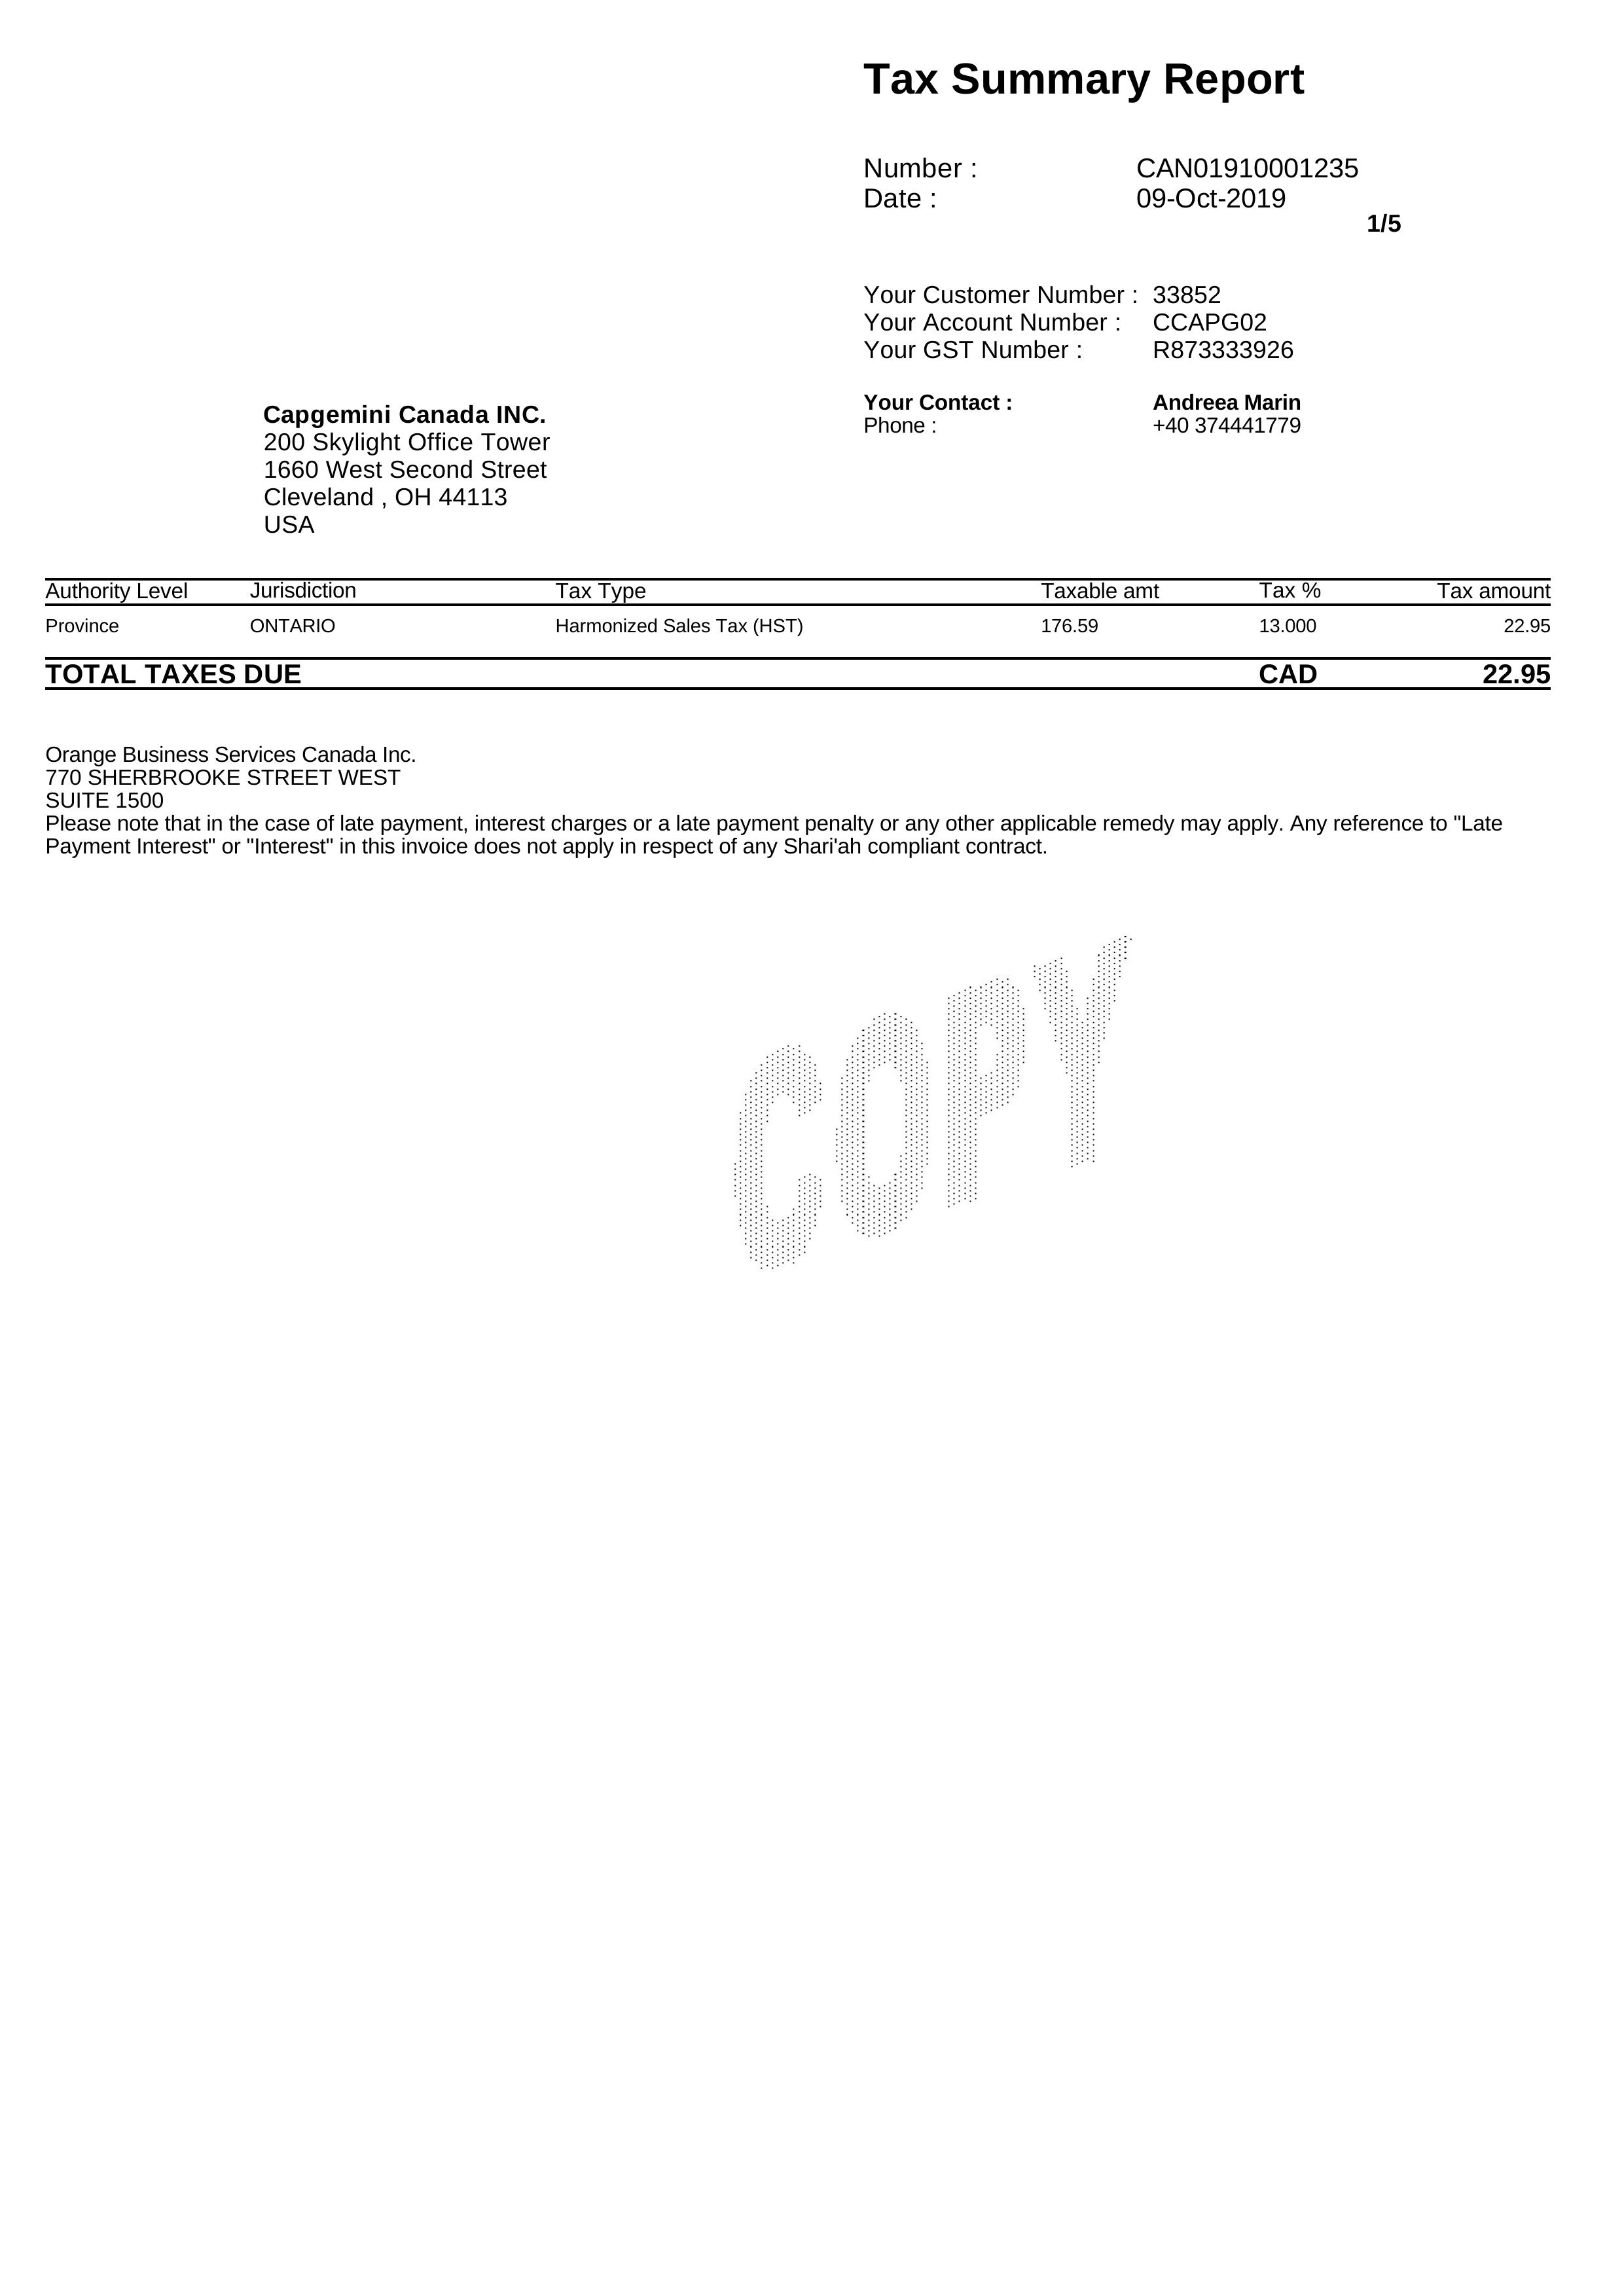 Tax Summary Report
Number : CAN01910001235
Date : 09-Oct-2019
1/5
Your Customer Number : 33852
Your Account Number : CCAPG02
Your GST Number : R873333926
Your Contact : Andreea Marin
Phone : +40 374441779
Capgemini Canada INC.
200 Skylight Office Tower
1660 West Second Street
Cleveland , OH 44113
USA
Authority Level Jurisdiction Tax Type Taxable amt Tax % Tax amount
Province ONTARIO Harmonized Sales Tax (HST) 176.59 13.000 22.95
TOTAL TAXES DUE CAD 22.95
Orange Business Services Canada Inc.
770 SHERBROOKE STREET WEST
SUITE 1500
Please note that in the case of late payment, interest charges or a late payment penalty or any other applicable remedy may apply. Any reference to "Late
Payment Interest" or "Interest" in this invoice does not apply in respect of any Shari'ah compliant contract.
COPY